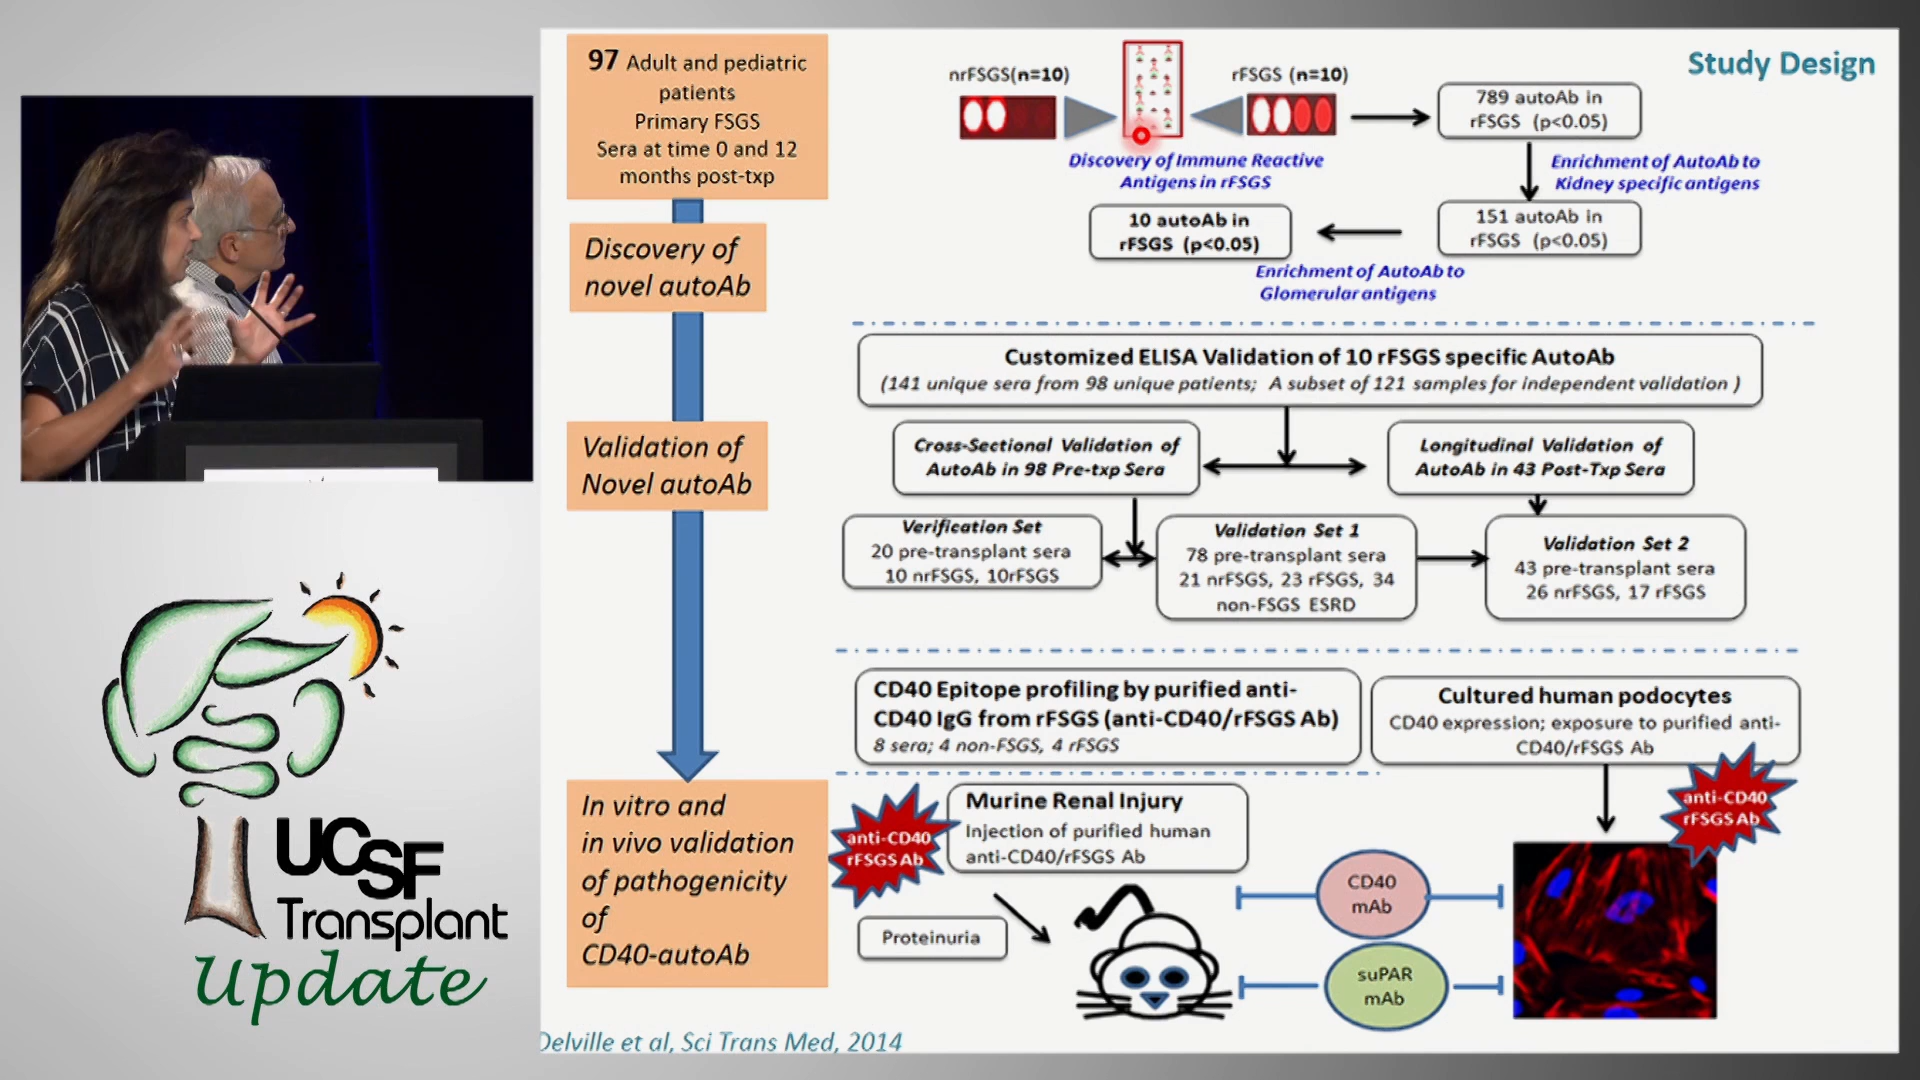 97 Adult and pediatric
patients
Primary FSGS
Sera at time 0 and 12
months post-txp
Discovery of
novel autoAb
Validation of
Novel autoAb
In vitro and
in vivo validation
of pathogenicity
of
CD40-autoAb
Study Design
nrFSGS(n=10)
rFSGS (n=10)
789 autoAb in
rFSGS (p<0.05)
Discovery of Immune Reactive
Antigens in rFSGS
Enrichment of AutoAb to
Kidney specific antigens
10 autoAb in
rFSGS (p<0.05)
151 autoAb in
rFSGS (p<0.05)
Enrichment of AutoAb to
Glomerular antigens
Customized ELISA Validation of 10 rFSGS specific AutoAb
(141 unique sera from 98 unique patients; A subset of 121 samples for independent validation )
Cross-Sectional Validation of
AutoAb in 98 Pre-txp Sera
Longitudinal Validation of
AutoAb in 43 Post-Txp Sera
Verification Set
20 pre-transplant sera
10 nrFSGS, 10rFSGS
Validation Set 1
78 pre-transplant sera
21 nrFSGS, 23 rFSGS, 34
non-FSGS ESRD
Validation Set 2
43 pre-transplant sera
26 nrFSGS, 17 rFSGS
CD40 Epitope profiling by purified anti-
CD40 IgG from rFSGS (anti-CD40/rFSGS Ab)
8 sera; 4 non-FSGS, 4 rFSGS
Cultured human podocytes
CD40 expression; exposure to purified anti-
CD40/rFSGS Ab
anti-CD40
rFSGS Ab
Murine Renal Injury
Injection of purified human
anti-CD40/rFSGS Ab
anti-CD40
rFSGS Ab
Proteinuria
CD40
mAb
suPAR
mAb
Delville et al, Sci Trans Med, 2014
UCSF
Transplant
Update